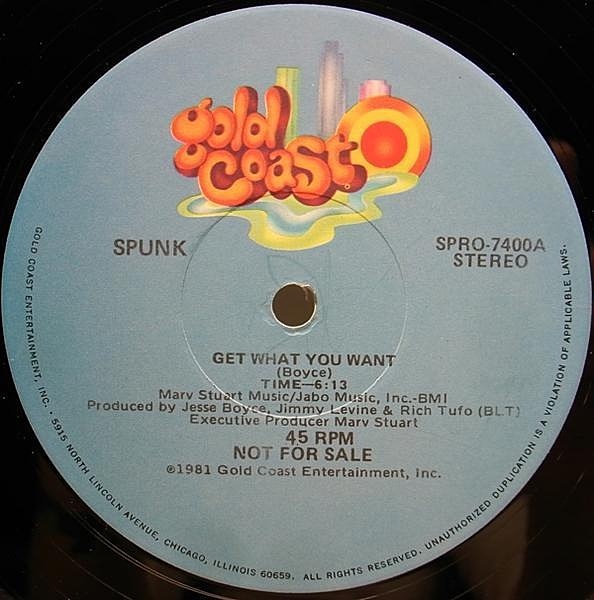 gold
coast
SPUNK
SPRO-7400A
STEREO
GET WHAT YOU WANT
(Boyce)
TIME—6:13
Marv Stuart Music/Jabo Music, Inc.-BMI
Produced by Jesse Boyce, Jimmy Levine & Rich Tufo (BLT)
Executive Producer Marv Stuart
45 RPM
NOT FOR SALE
©1981 Gold Coast Entertainment, Inc.
GOLD COAST ENTERTAINMENT, INC. · 5915 NORTH LINCOLN AVENUE, CHICAGO, ILLINOIS 60659. ALL RIGHTS RESERVED. UNAUTHORIZED DUPLICATION IS A VIOLATION OF APPLICABLE LAWS.